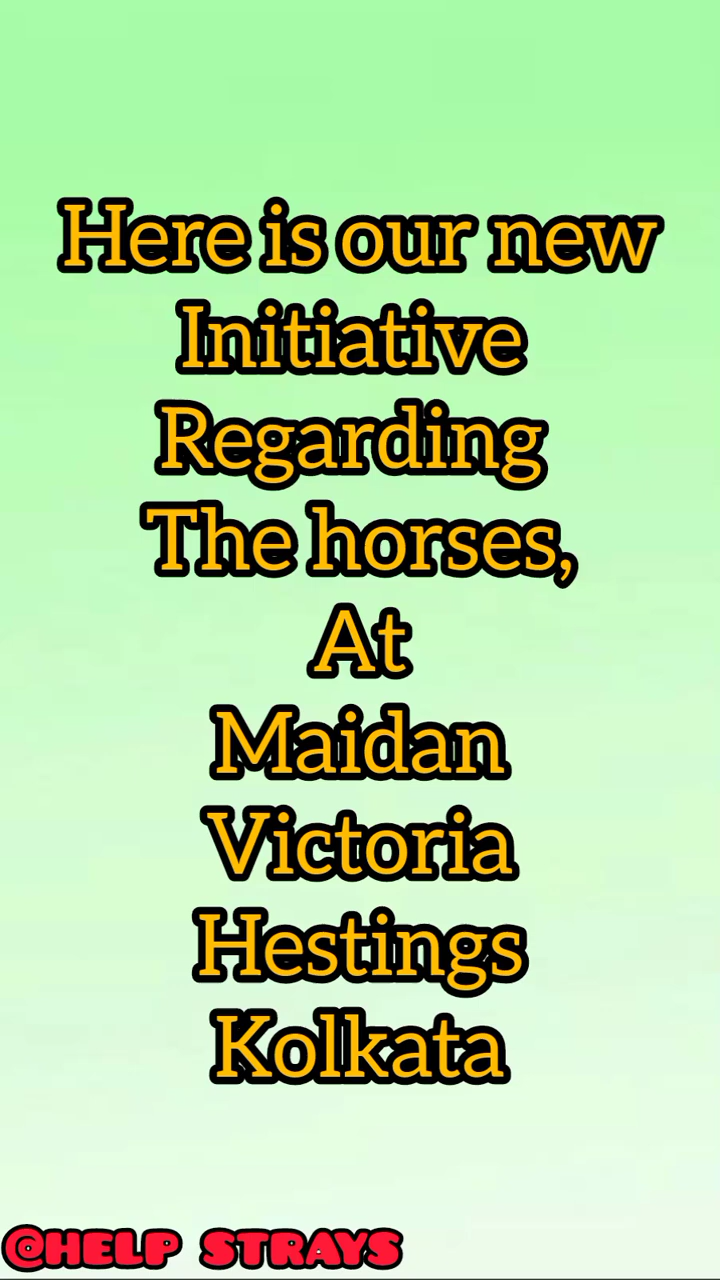 Here is our new
Initiative
Regarding
The horses,
At
Maidan
Victoria
Hestings
Kolkata
@HELP STRAYS